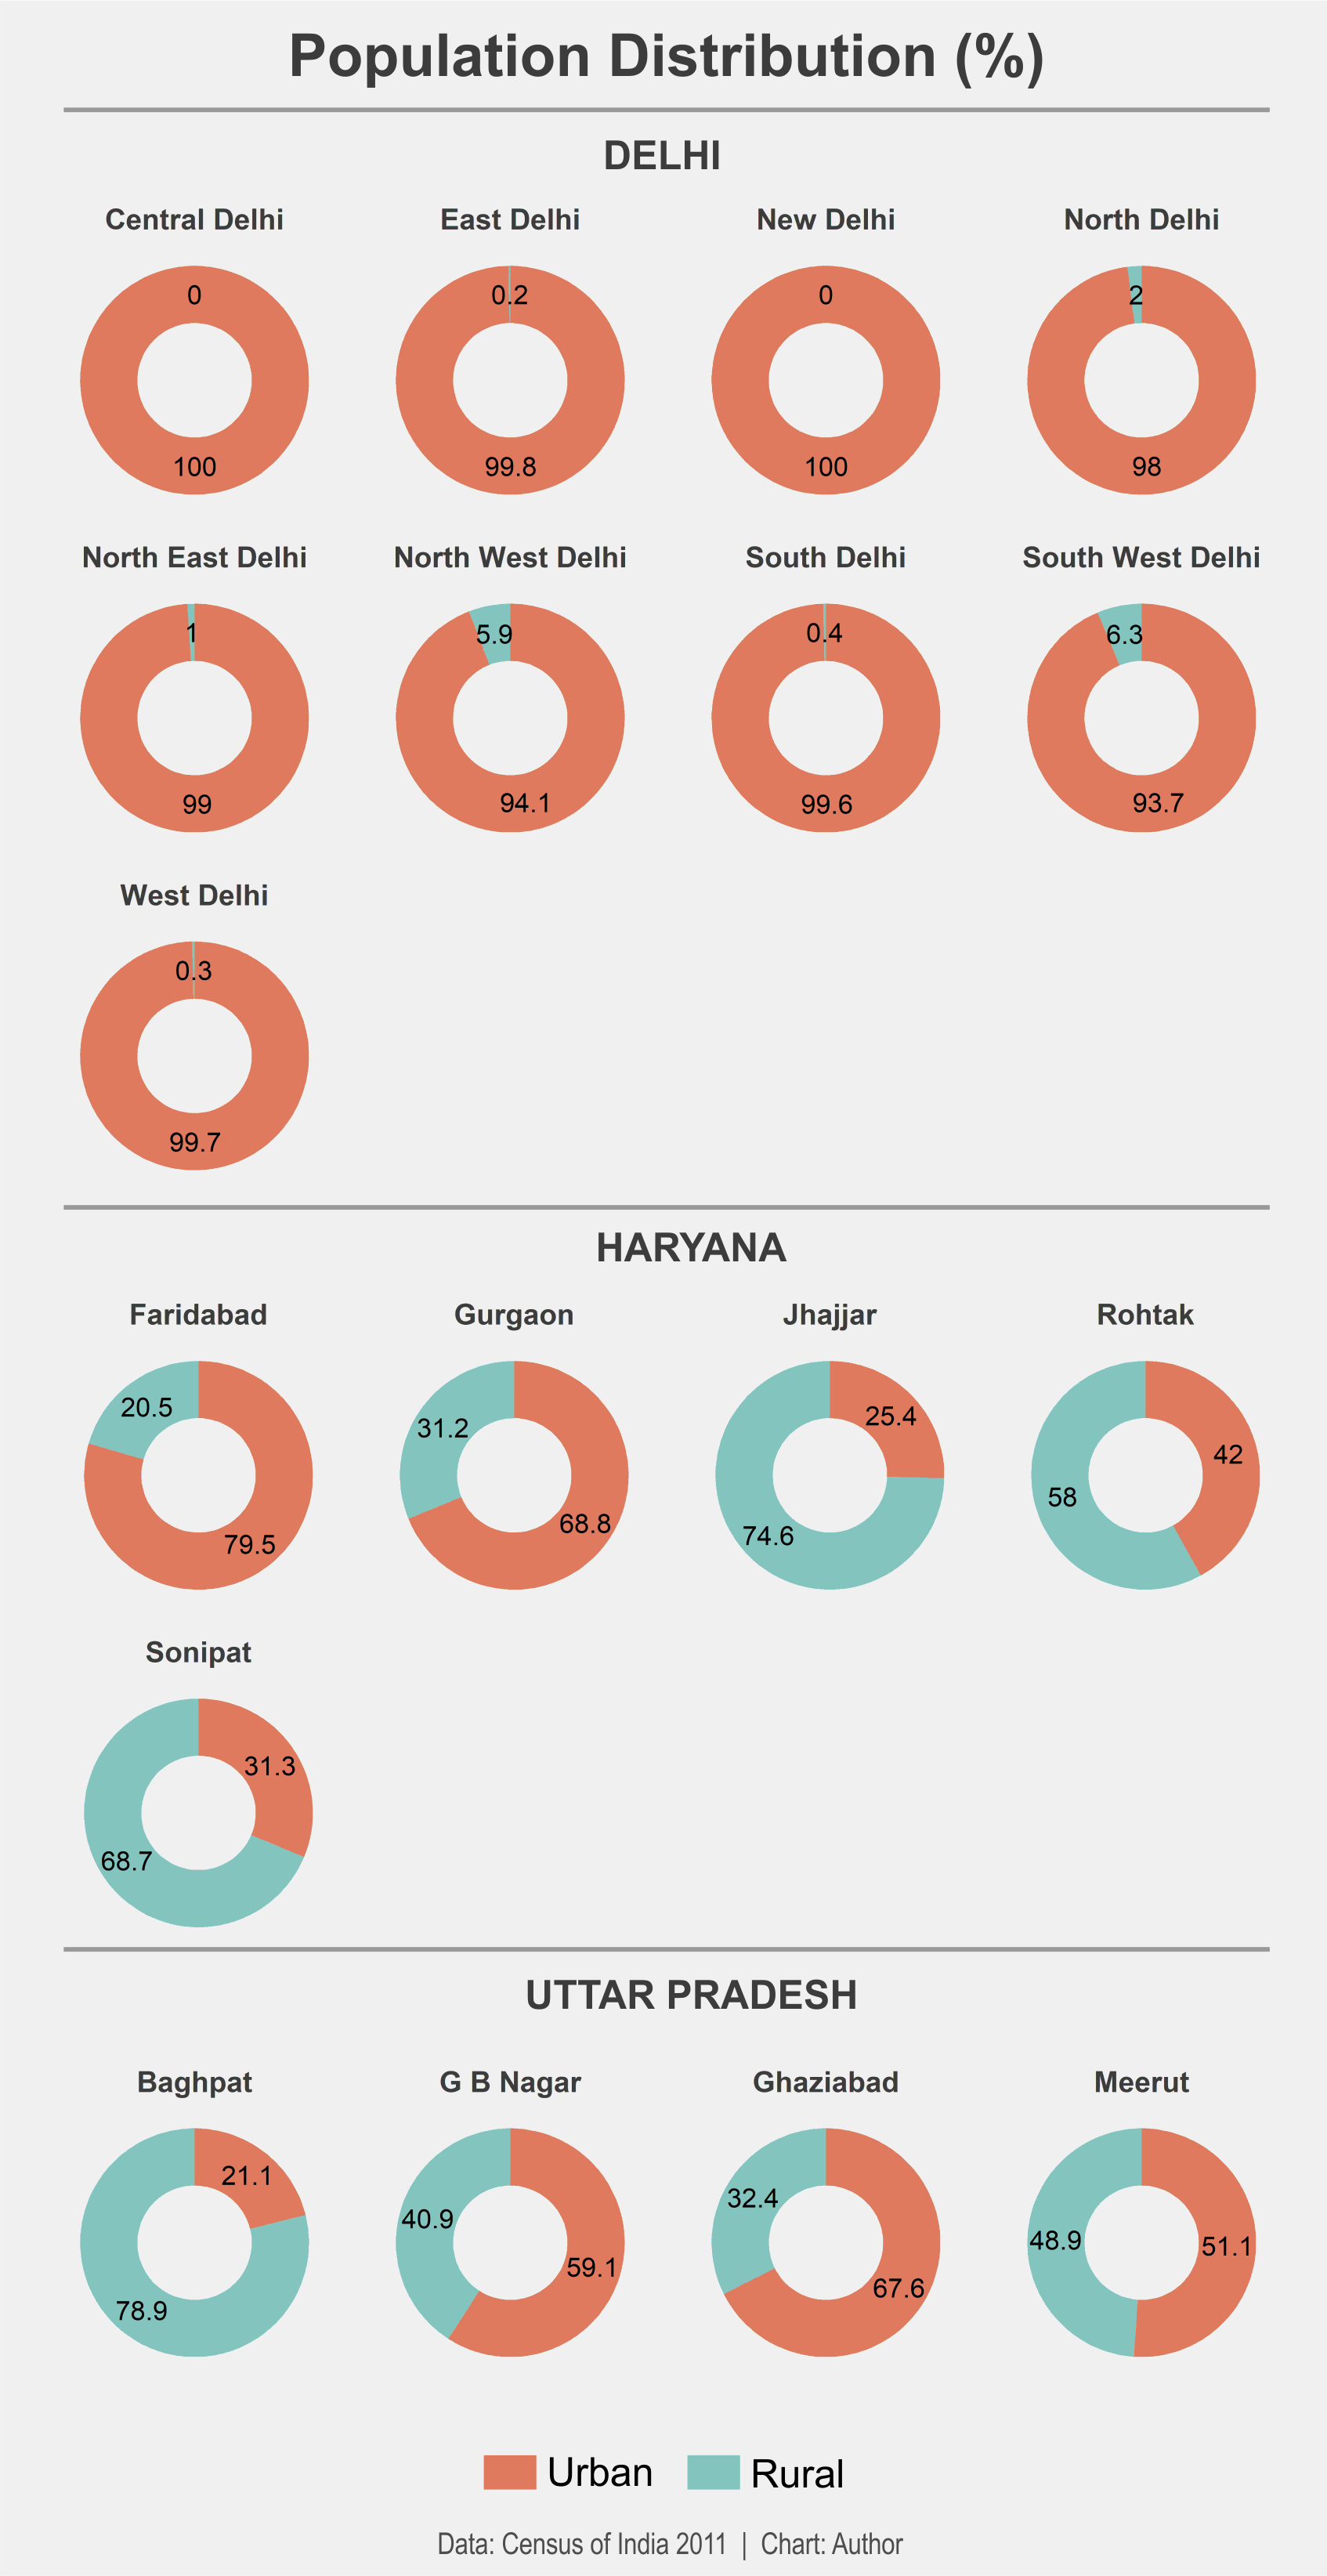 Population Distribution (%)
DELHI
Central Delhi East Delhi New Delhi North Delhi
0 0.2 0 2
100 99.8 100 98
North East Delhi North West Delhi South Delhi South West Delhi
1 5.9 0.4 6.3
99 94.1 99.6 93.7
West Delhi
0.3
99.7
HARYANA
Faridabad Gurgaon Jhajjar Rohtak
20.5 31.2 25.4 42
79.5 68.8 74.6 58
Sonipat
31.3
68.7
UTTAR PRADESH
Baghpat G B Nagar Ghaziabad Meerut
21.1 40.9 32.4 48.9
78.9 59.1 67.6 51.1
Urban Rural
Data: Census of India 2011 | Chart: Author